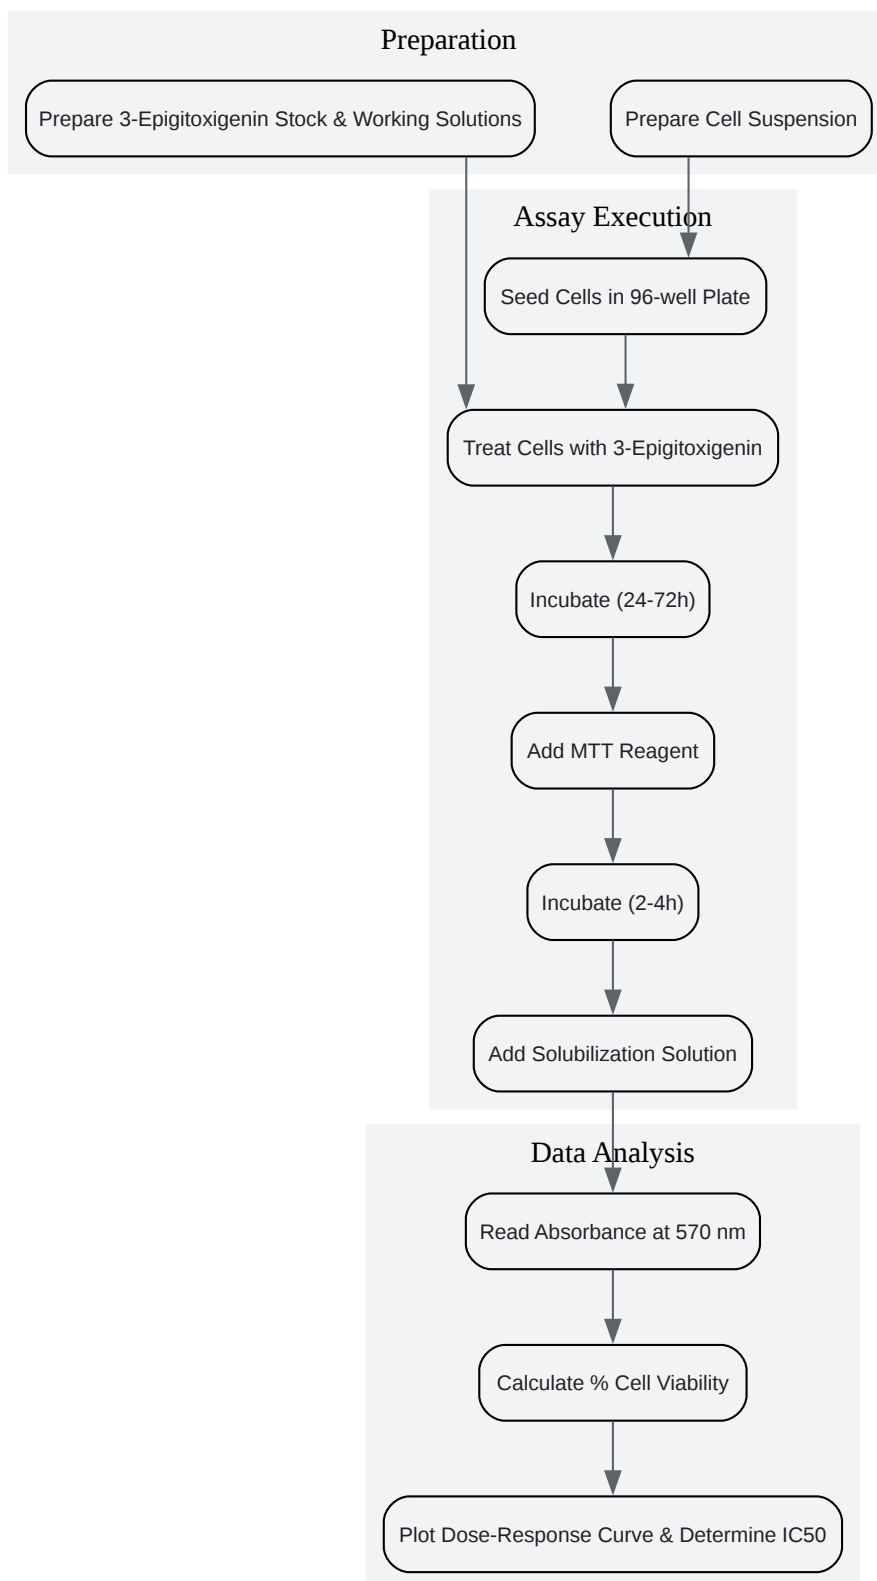 Preparation
Prepare 3-Epigitoxigenin Stock & Working Solutions
Prepare Cell Suspension
Assay Execution
Seed Cells in 96-well Plate
Treat Cells with 3-Epigitoxigenin
Incubate (24-72h)
Add MTT Reagent
Incubate (2-4h)
Add Solubilization Solution
Data Analysis
Read Absorbance at 570 nm
Calculate % Cell Viability
Plot Dose-Response Curve & Determine IC50